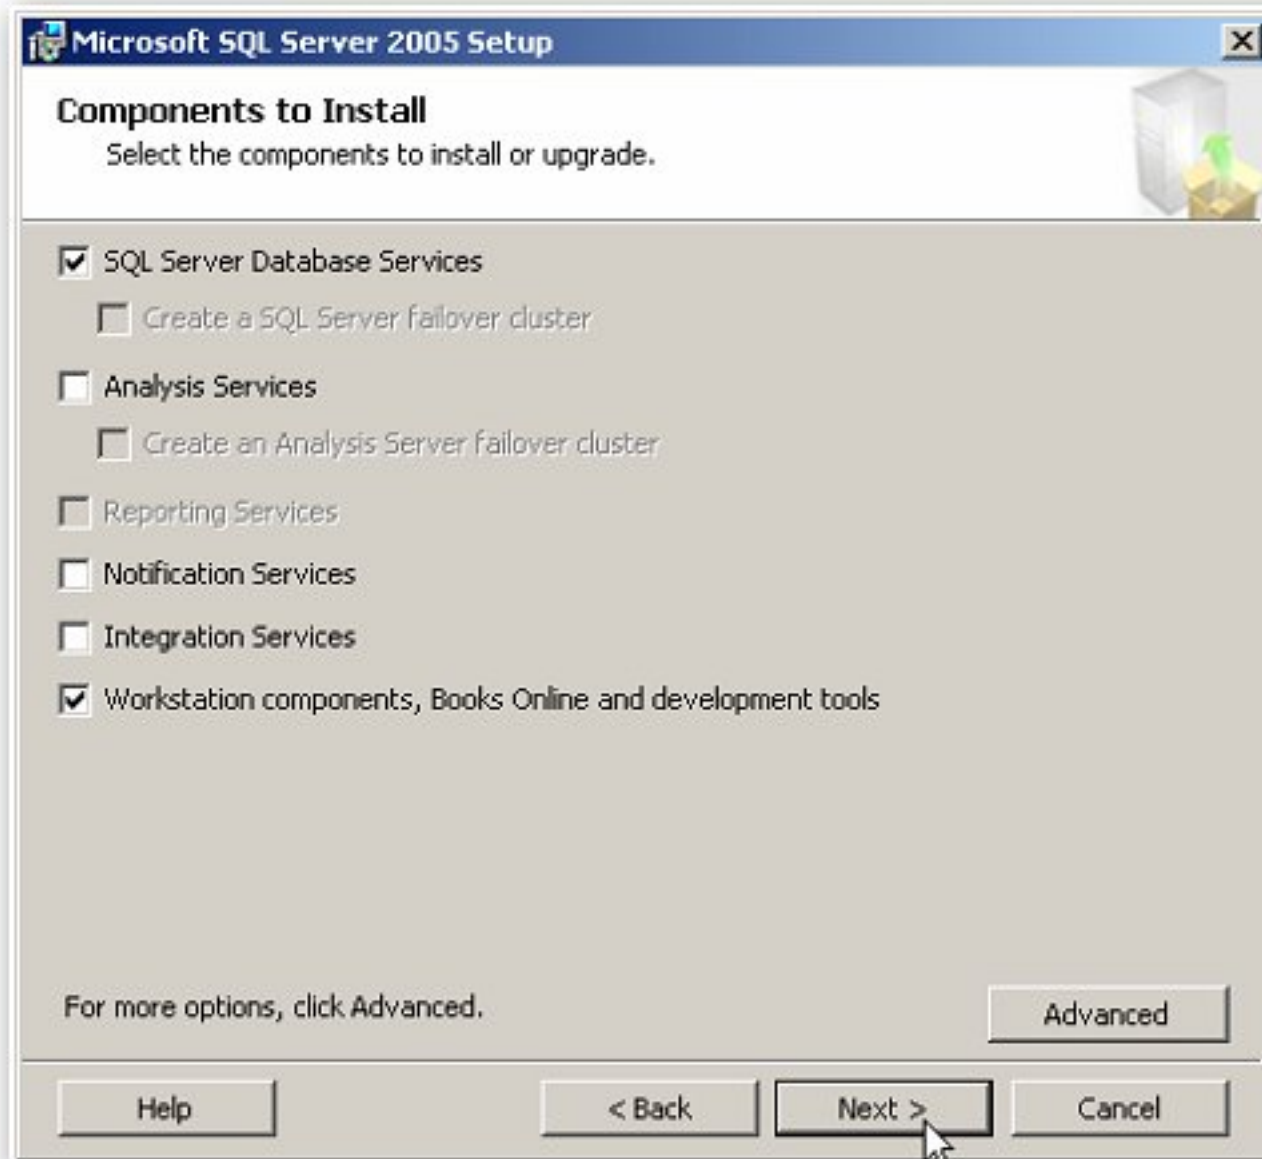 Microsoft SQL Server 2005 Setup
Components to Install
Select the components to install or upgrade.
SQL Server Database Services
Create a SQL Server failover cluster
Analysis Services
Create an Analysis Server failover cluster
Reporting Services
Notification Services
Integration Services
Workstation components, Books Online and development tools
For more options, click Advanced.
Advanced
Help
< Back
Next >
Cancel